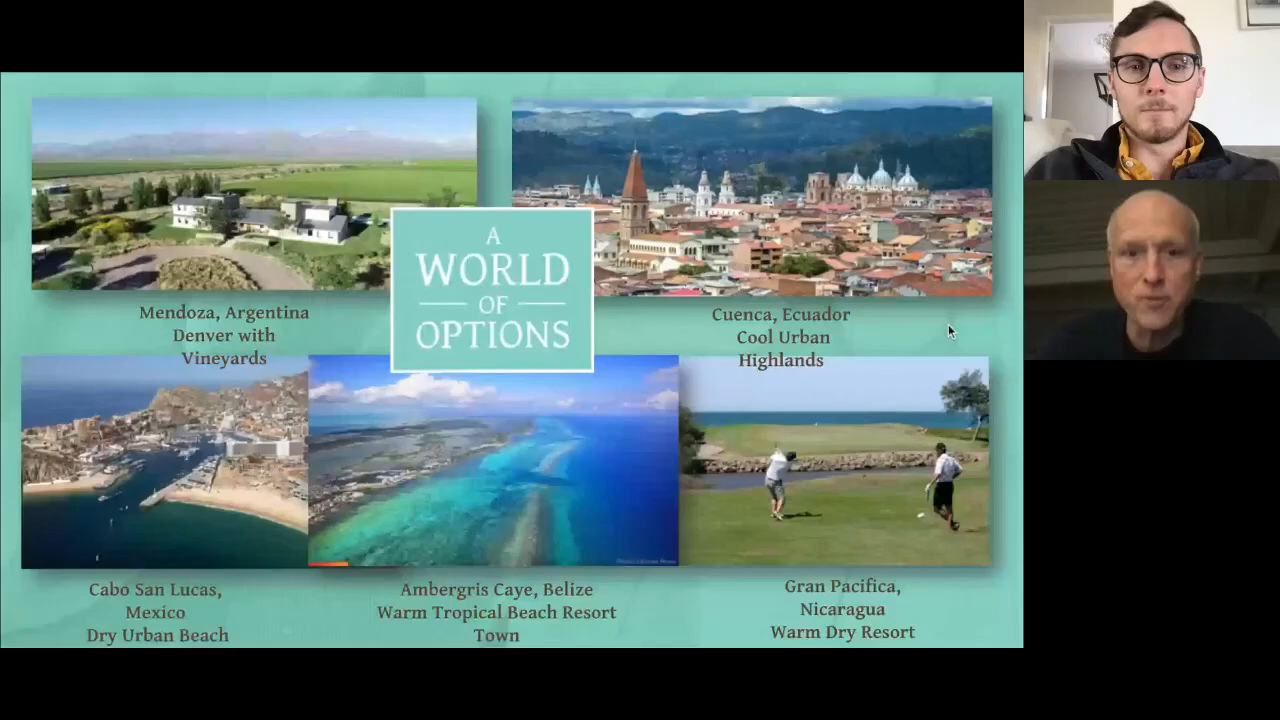 A
WORLD
OF
OPTIONS
Mendoza, Argentina
Denver with
Vineyards
Cuenca, Ecuador
Cool Urban
Highlands
Cabo San Lucas,
Mexico
Dry Urban Beach
Ambergris Caye, Belize
Warm Tropical Beach Resort
Town
Gran Pacifica,
Nicaragua
Warm Dry Resort